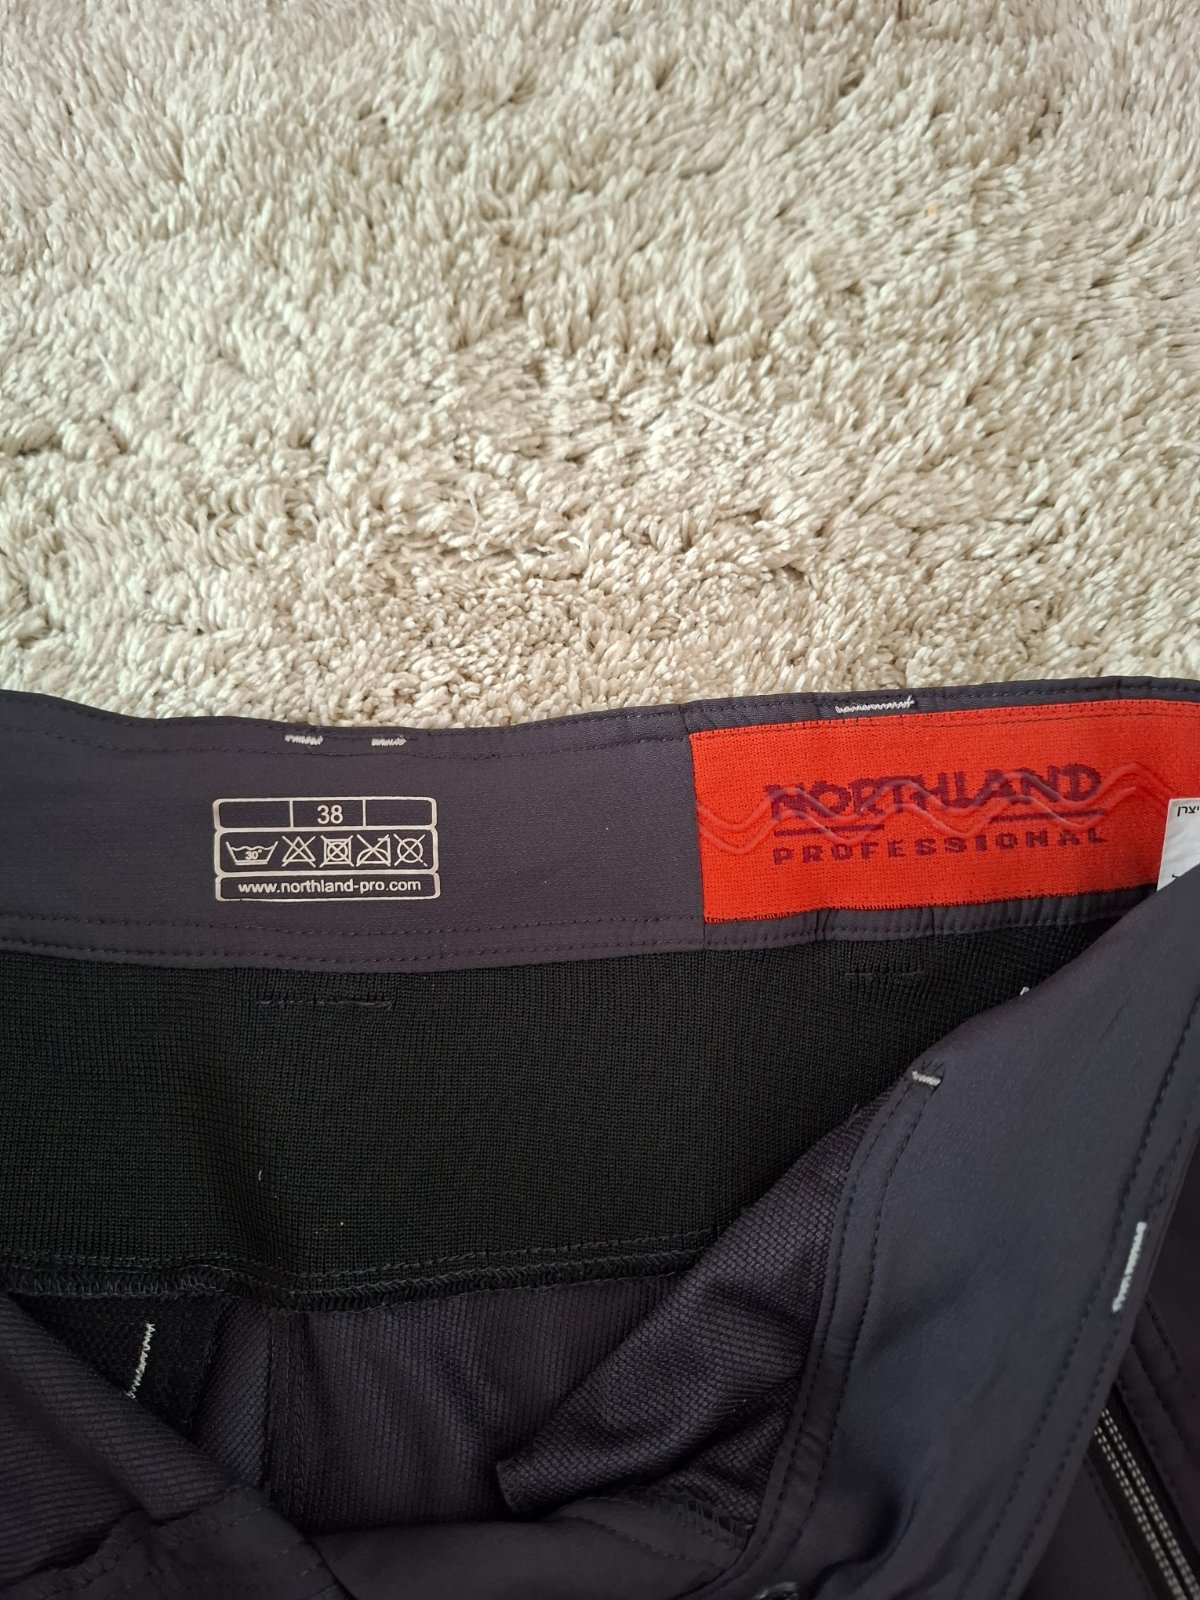 38
30°
www.northland-pro.com
NORTHLAND
PROFESSIONAL